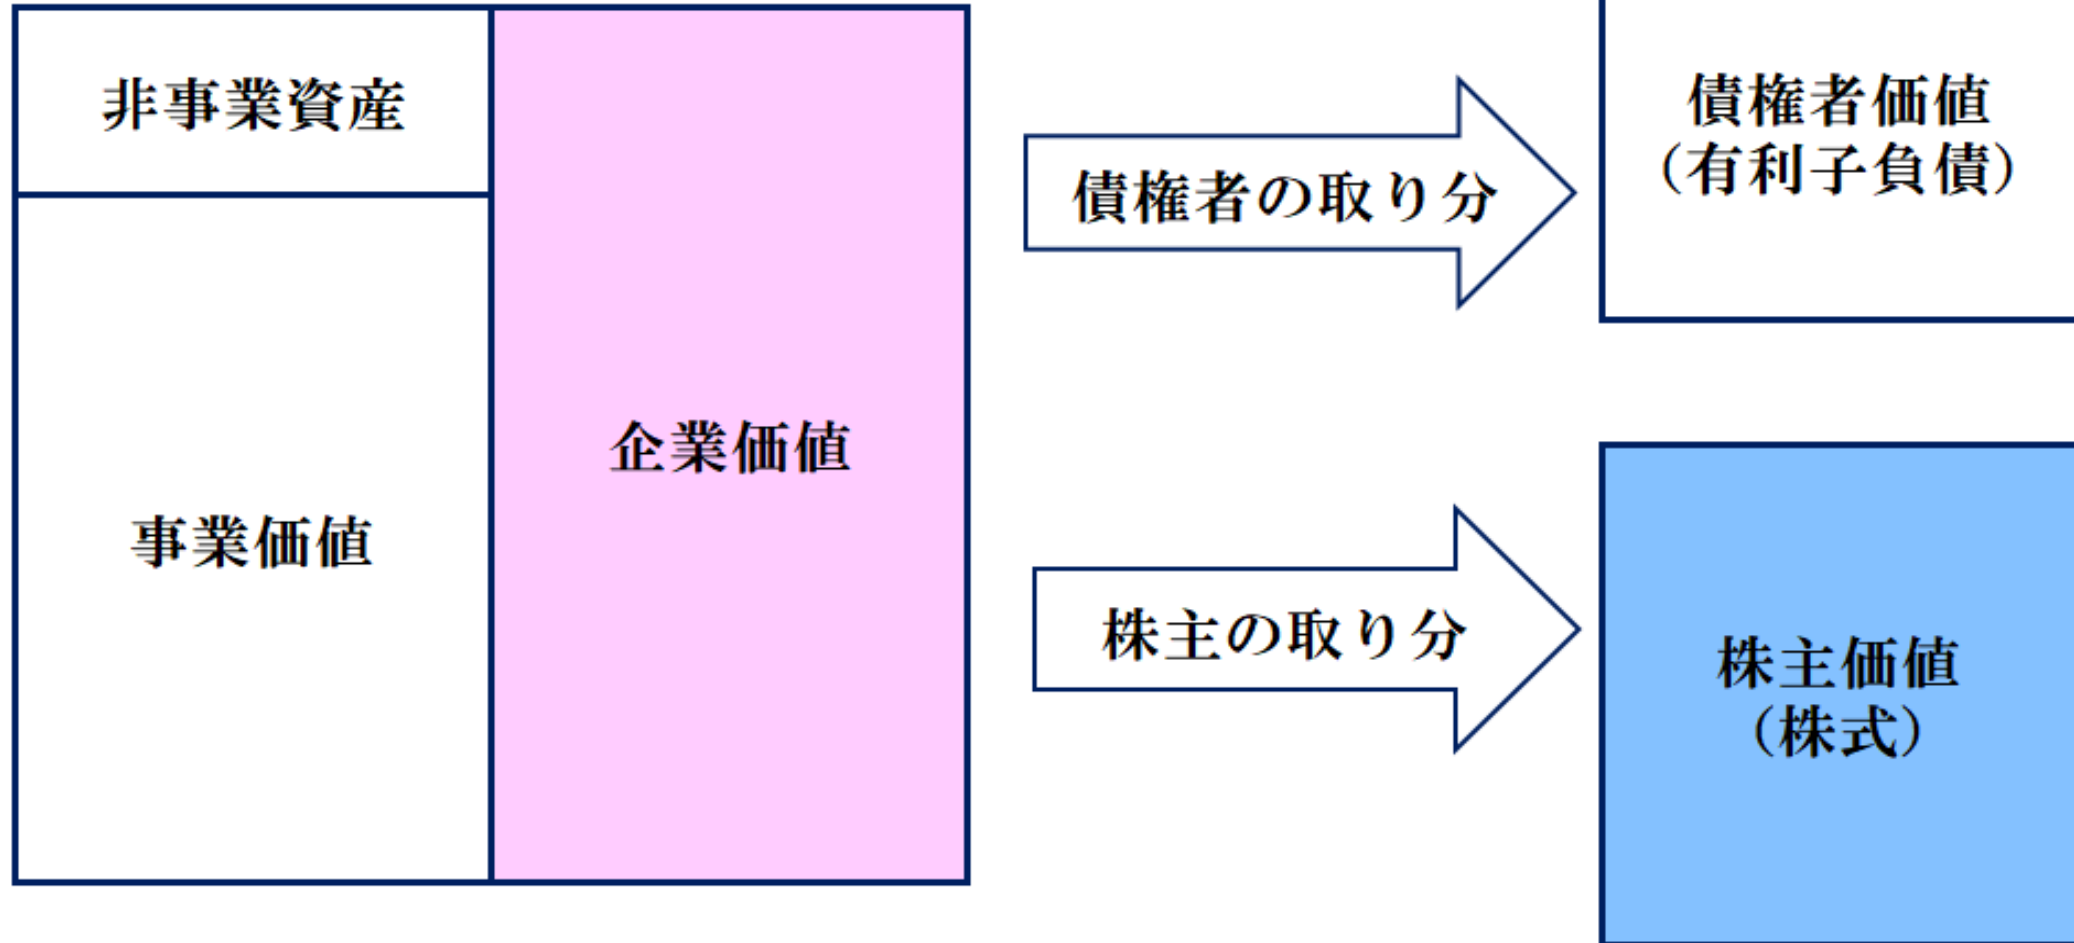 非事業資産
事業価値
企業価値
債権者の取り分
株主の取り分
債権者価値
（有利子負債）
株主価値
（株式）